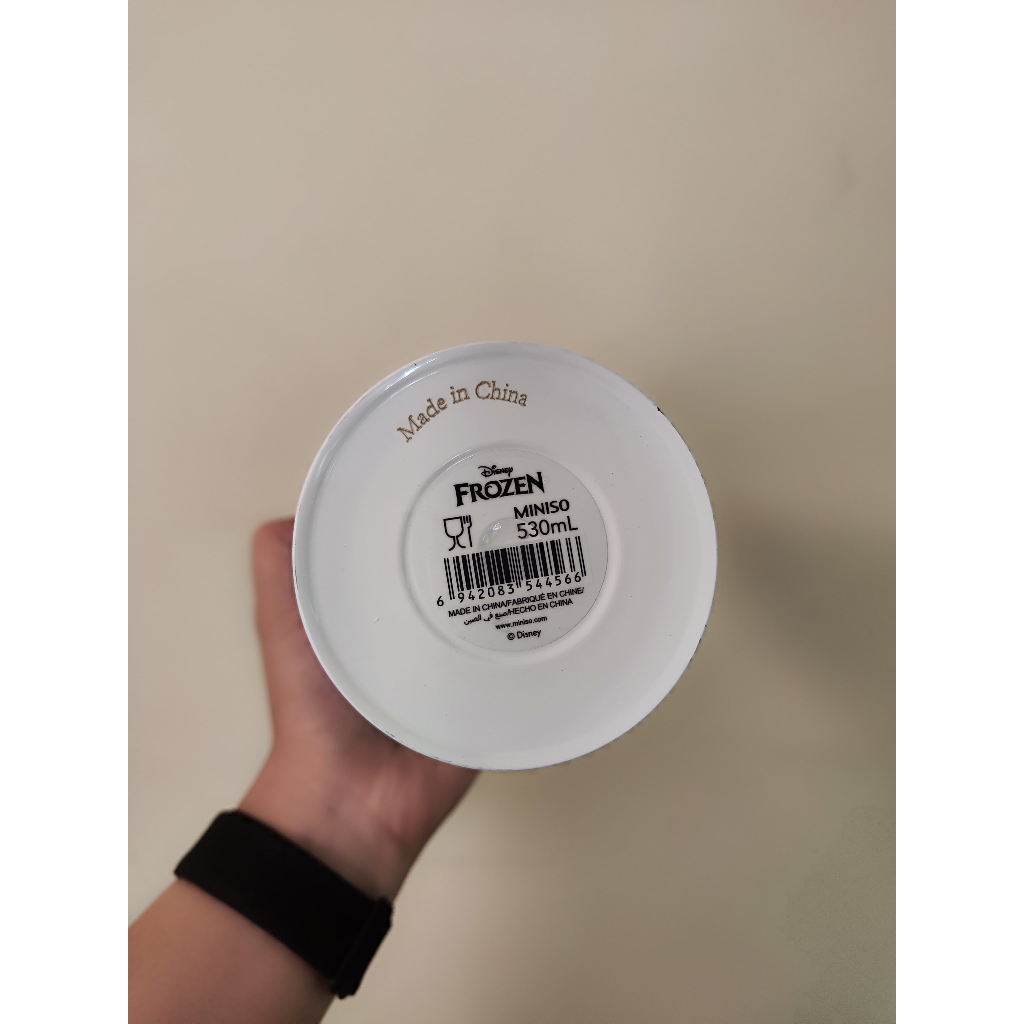 Made in China
Disney
FROZEN
MINISO
530mL
6 942083 544566
MADE IN CHINA/FABRIQUÉ EN CHINE/
صنع في الصين/HECHO EN CHINA
www.miniso.com
© Disney